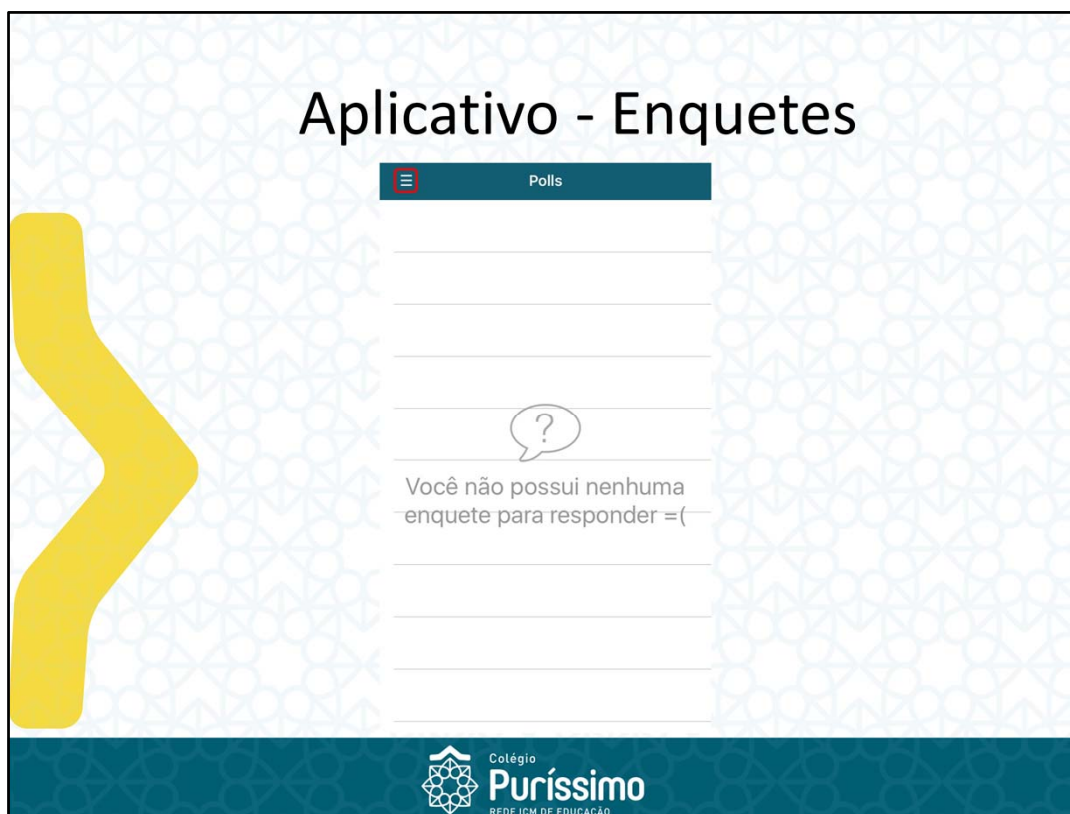 Aplicativo - Enquetes
Polls
?
Você não possui nenhuma
enquete para responder =(
Colégio
Puríssimo
REDE ICM DE EDUCAÇÃO